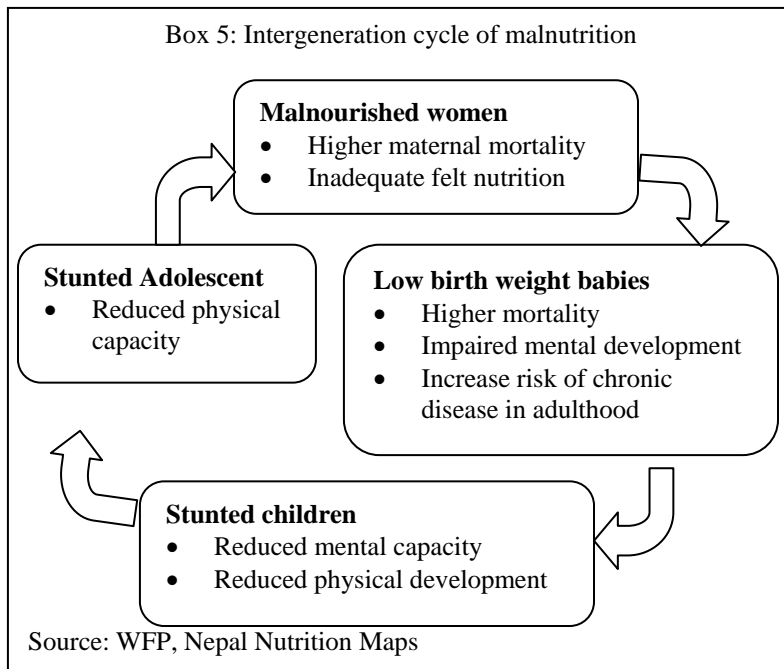 Box 5: Intergeneration cycle of malnutrition
Malnourished women
• Higher maternal mortality
• Inadequate felt nutrition
Stunted Adolescent
• Reduced physical
capacity
Low birth weight babies
• Higher mortality
• Impaired mental development
• Increase risk of chronic
disease in adulthood
Stunted children
• Reduced mental capacity
• Reduced physical development
Source: WFP, Nepal Nutrition Maps